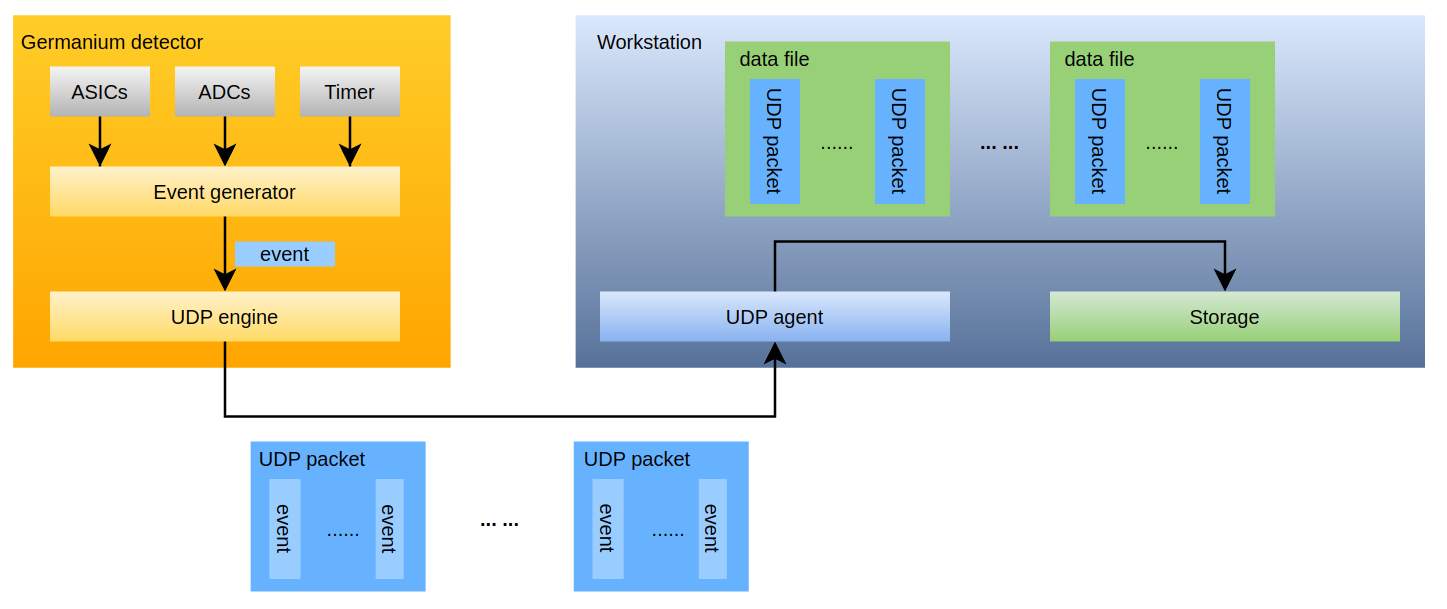 Germanium detector
ASICs
ADCs
Timer
Event generator
event
UDP engine
Workstation
data file
UDP packet
......
UDP packet
... ...
data file
UDP packet
......
UDP packet
UDP agent
Storage
UDP packet
event
......
event
... ...
UDP packet
event
......
event